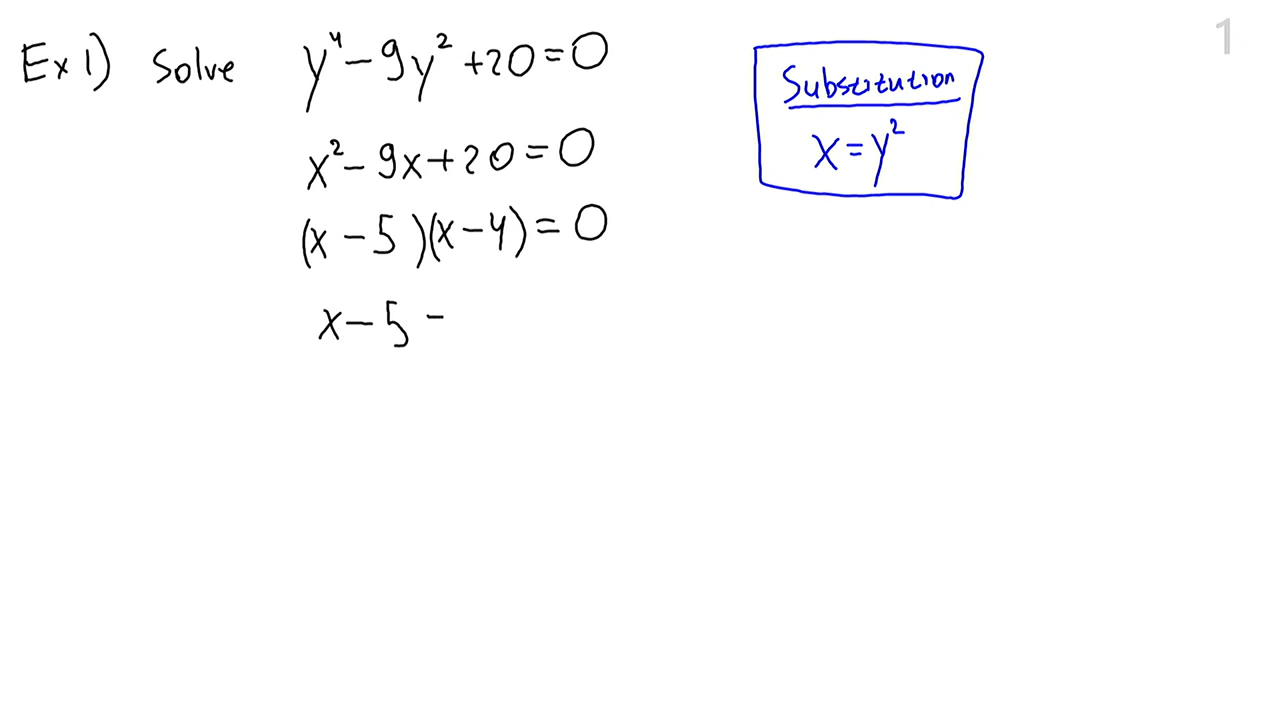 Ex 1) Solve y⁴ - 9y² + 20 = 0
x² - 9x + 20 = 0
(x - 5)(x - 4) = 0
x - 5 -
Substitution
x = y²
1